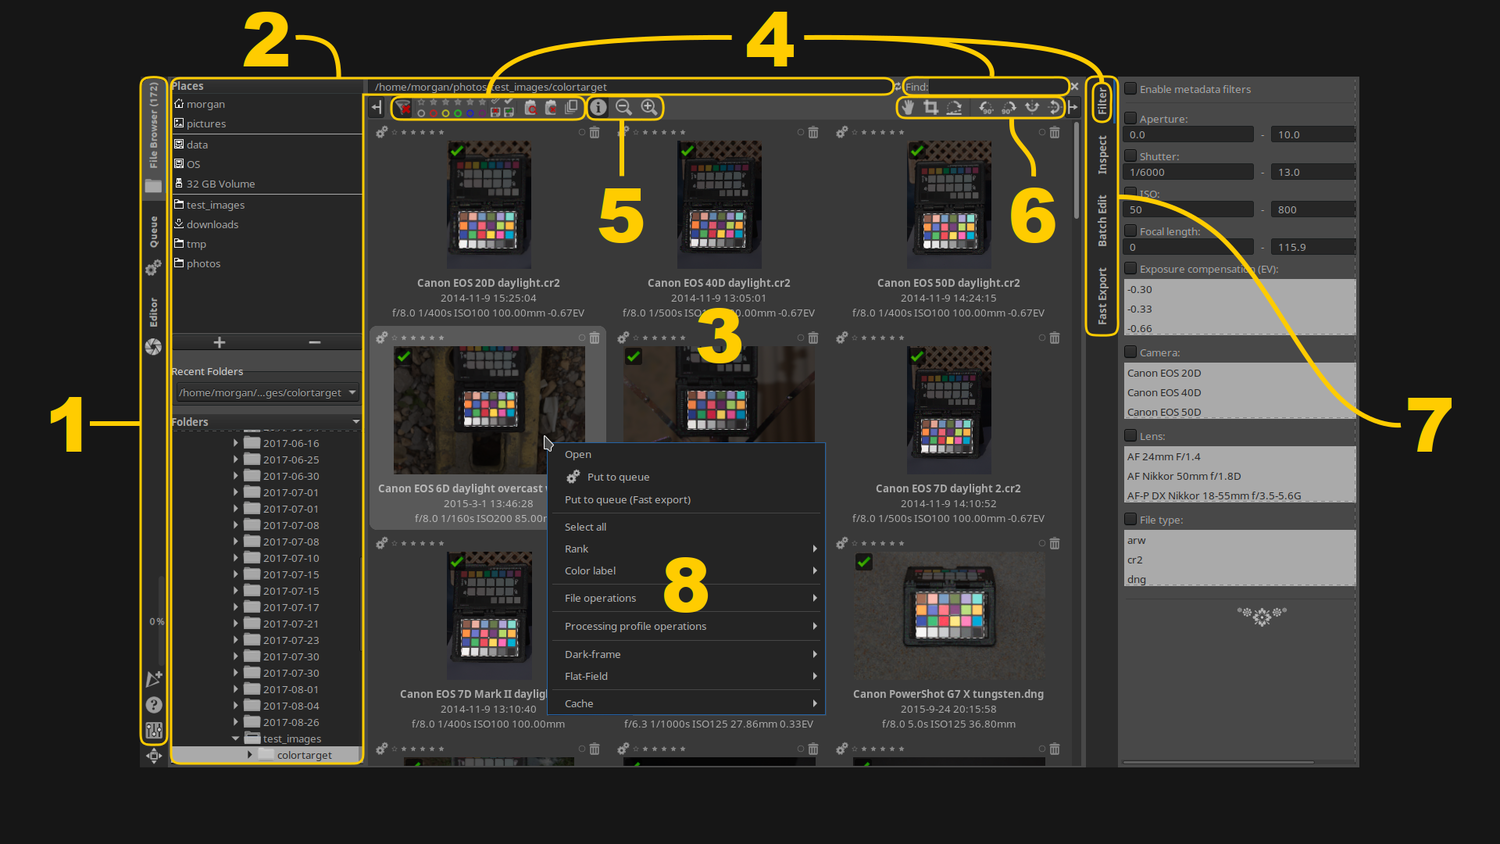 2
4
/home/morgan/photos/test_images/colortarget
Find:
Places
morgan
pictures
data
OS
32 GB Volume
test_images
downloads
tmp
photos
Recent Folders
/home/morgan/...ges/colortarget
Folders
2017-06-16
2017-06-25
2017-06-30
2017-07-01
2017-07-01
2017-07-08
2017-07-08
2017-07-10
2017-07-15
2017-07-15
2017-07-17
2017-07-21
2017-07-23
2017-07-30
2017-07-30
2017-08-01
2017-08-04
2017-08-26
test_images
colortarget
1
File Browser (172)
Queue
Editor
0 %
5
6
90°
90°
Canon EOS 20D daylight.cr2
2014-11-9 15:25:04
f/8.0 1/400s ISO100 100.00mm -0.67EV
Canon EOS 40D daylight.cr2
2014-11-9 13:05:01
f/8.0 1/500s ISO100 100.00mm -0.67EV
Canon EOS 50D daylight.cr2
2014-11-9 14:24:15
f/8.0 1/400s ISO100 100.00mm -0.67EV
3
Canon EOS 6D daylight overcast
2015-3-1 13:46:28
f/8.0 1/160s ISO200 85.00
Canon EOS 7D daylight 2.cr2
2014-11-9 14:10:52
f/8.0 1/500s ISO100 100.00mm -0.67EV
Open
Put to queue
Put to queue (Fast export)
Select all
Rank
Color label
File operations
Processing profile operations
Dark-frame
Flat-Field
Cache
8
Canon EOS 7D Mark II
2014-11-9 13:10:40
f/8.0 1/400s ISO100 100.00mm
f/6.3 1/1000s ISO125 27.86mm 0.33EV
Canon PowerShot G7 X tungsten.dng
2015-9-24 20:15:58
f/8.0 5.0s ISO125 36.80mm
Filter
Inspect
Batch Edit
Fast Export
Enable metadata filters
Aperture:
0.0 - 10.0
Shutter:
1/6000 - 13.0
ISO:
50 - 800
Focal length:
0 - 115.9
Exposure compensation (EV):
-0.30
-0.33
-0.66
Camera:
Canon EOS 20D
Canon EOS 40D
Canon EOS 50D
Lens:
AF 24mm F/1.4
AF Nikkor 50mm f/1.8D
AF-P DX Nikkor 18-55mm f/3.5-5.6G
File type:
arw
cr2
dng
7